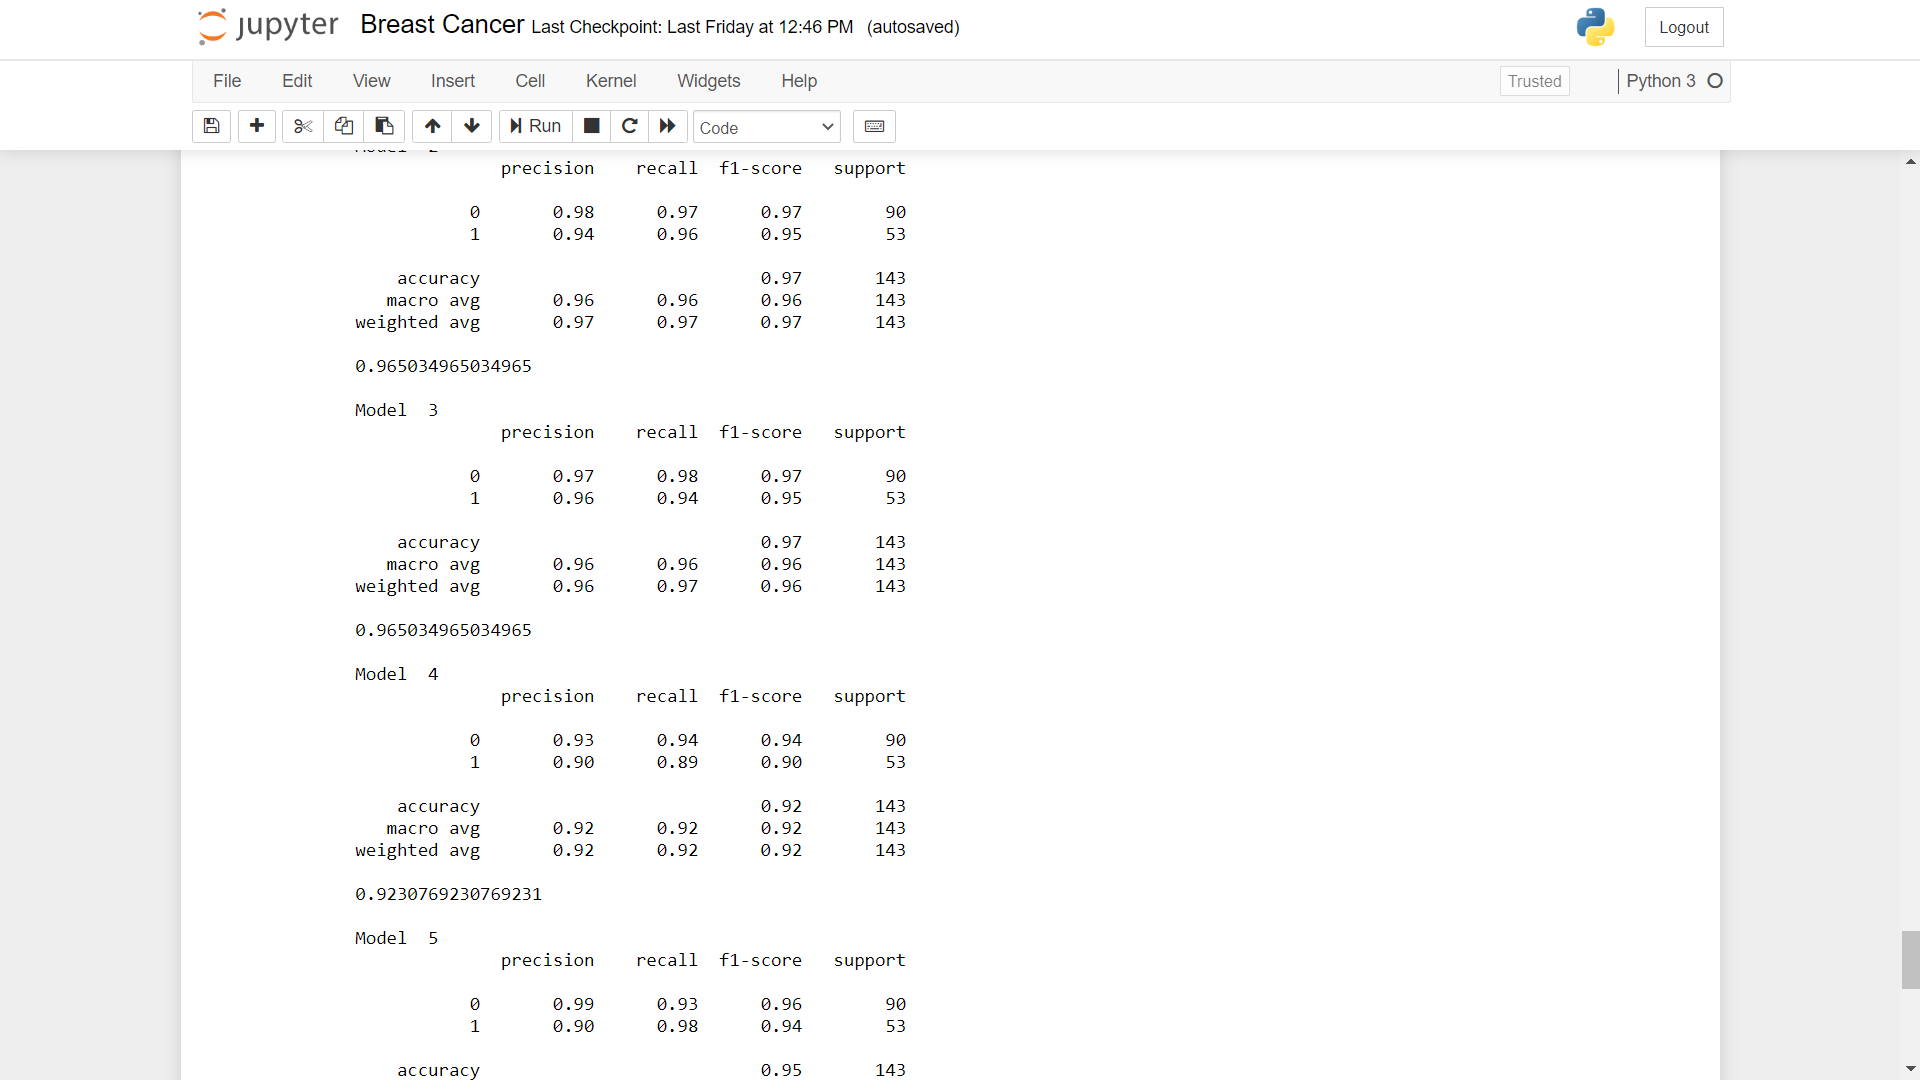 jupyter Breast Cancer Last Checkpoint: Last Friday at 12:46 PM (autosaved) Logout
File Edit View Insert Cell Kernel Widgets Help Trusted Python 3
Run Code
Model 2
precision recall f1-score support
0 0.98 0.97 0.97 90
1 0.94 0.96 0.95 53
accuracy 0.97 143
macro avg 0.96 0.96 0.96 143
weighted avg 0.97 0.97 0.97 143
0.965034965034965
Model 3
precision recall f1-score support
0 0.97 0.98 0.97 90
1 0.96 0.94 0.95 53
accuracy 0.97 143
macro avg 0.96 0.96 0.96 143
weighted avg 0.96 0.97 0.96 143
0.965034965034965
Model 4
precision recall f1-score support
0 0.93 0.94 0.94 90
1 0.90 0.89 0.90 53
accuracy 0.92 143
macro avg 0.92 0.92 0.92 143
weighted avg 0.92 0.92 0.92 143
0.9230769230769231
Model 5
precision recall f1-score support
0 0.99 0.93 0.96 90
1 0.90 0.98 0.94 53
accuracy 0.95 143